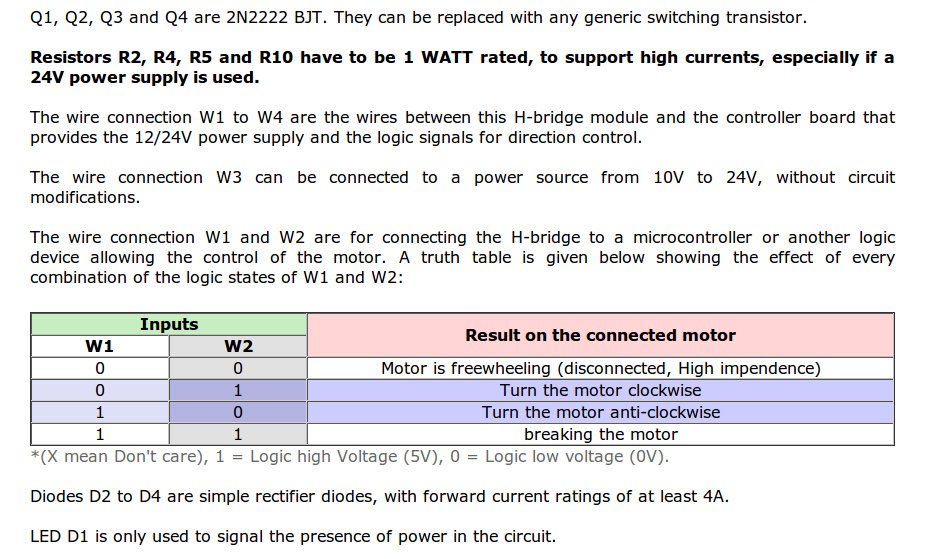 Q1, Q2, Q3 and Q4 are 2N2222 BJT. They can be replaced with any generic switching transistor.
Resistors R2, R4, R5 and R10 have to be 1 WATT rated, to support high currents, especially if a
24V power supply is used.
The wire connection W1 to W4 are the wires between this H-bridge module and the controller board that
provides the 12/24V power supply and the logic signals for direction control.
The wire connection W3 can be connected to a power source from 10V to 24V, without circuit
modifications.
The wire connection W1 and W2 are for connecting the H-bridge to a microcontroller or another logic
device allowing the control of the motor. A truth table is given below showing the effect of every
combination of the logic states of W1 and W2:
Inputs Result on the connected motor
W1 W2
0 0 Motor is freewheeling (disconnected, High impendence)
0 1 Turn the motor clockwise
1 0 Turn the motor anti-clockwise
1 1 breaking the motor
*(X mean Don't care), 1 = Logic high Voltage (5V), 0 = Logic low voltage (0V).
Diodes D2 to D4 are simple rectifier diodes, with forward current ratings of at least 4A.
LED D1 is only used to signal the presence of power in the circuit.